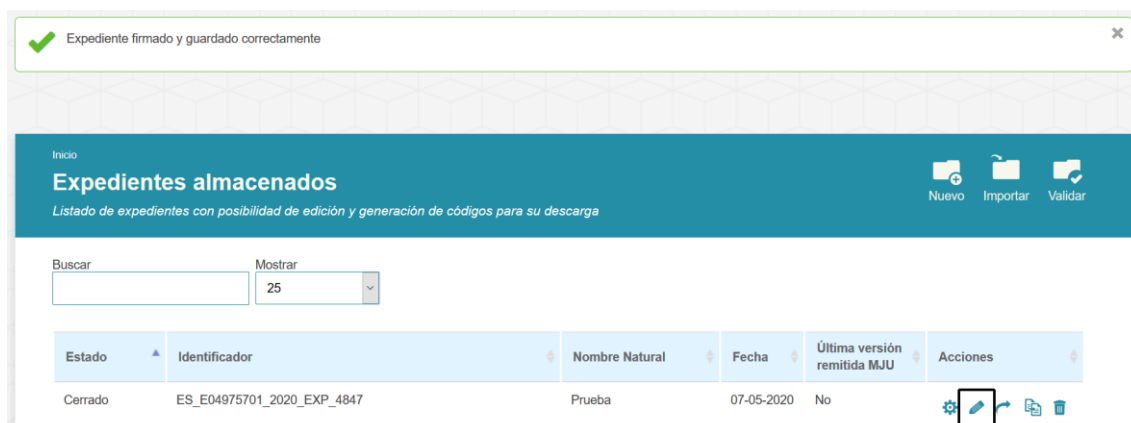 Expediente firmado y guardado correctamente
Inicio
Expedientes almacenados
Listado de expedientes con posibilidad de edición y generación de códigos para su descarga
Nuevo Importar Validar
Buscar Mostrar
25
Estado Identificador Nombre Natural Fecha Última versión remitida MJU Acciones
Cerrado ES_E04975701_2020_EXP_4847 Prueba 07-05-2020 No